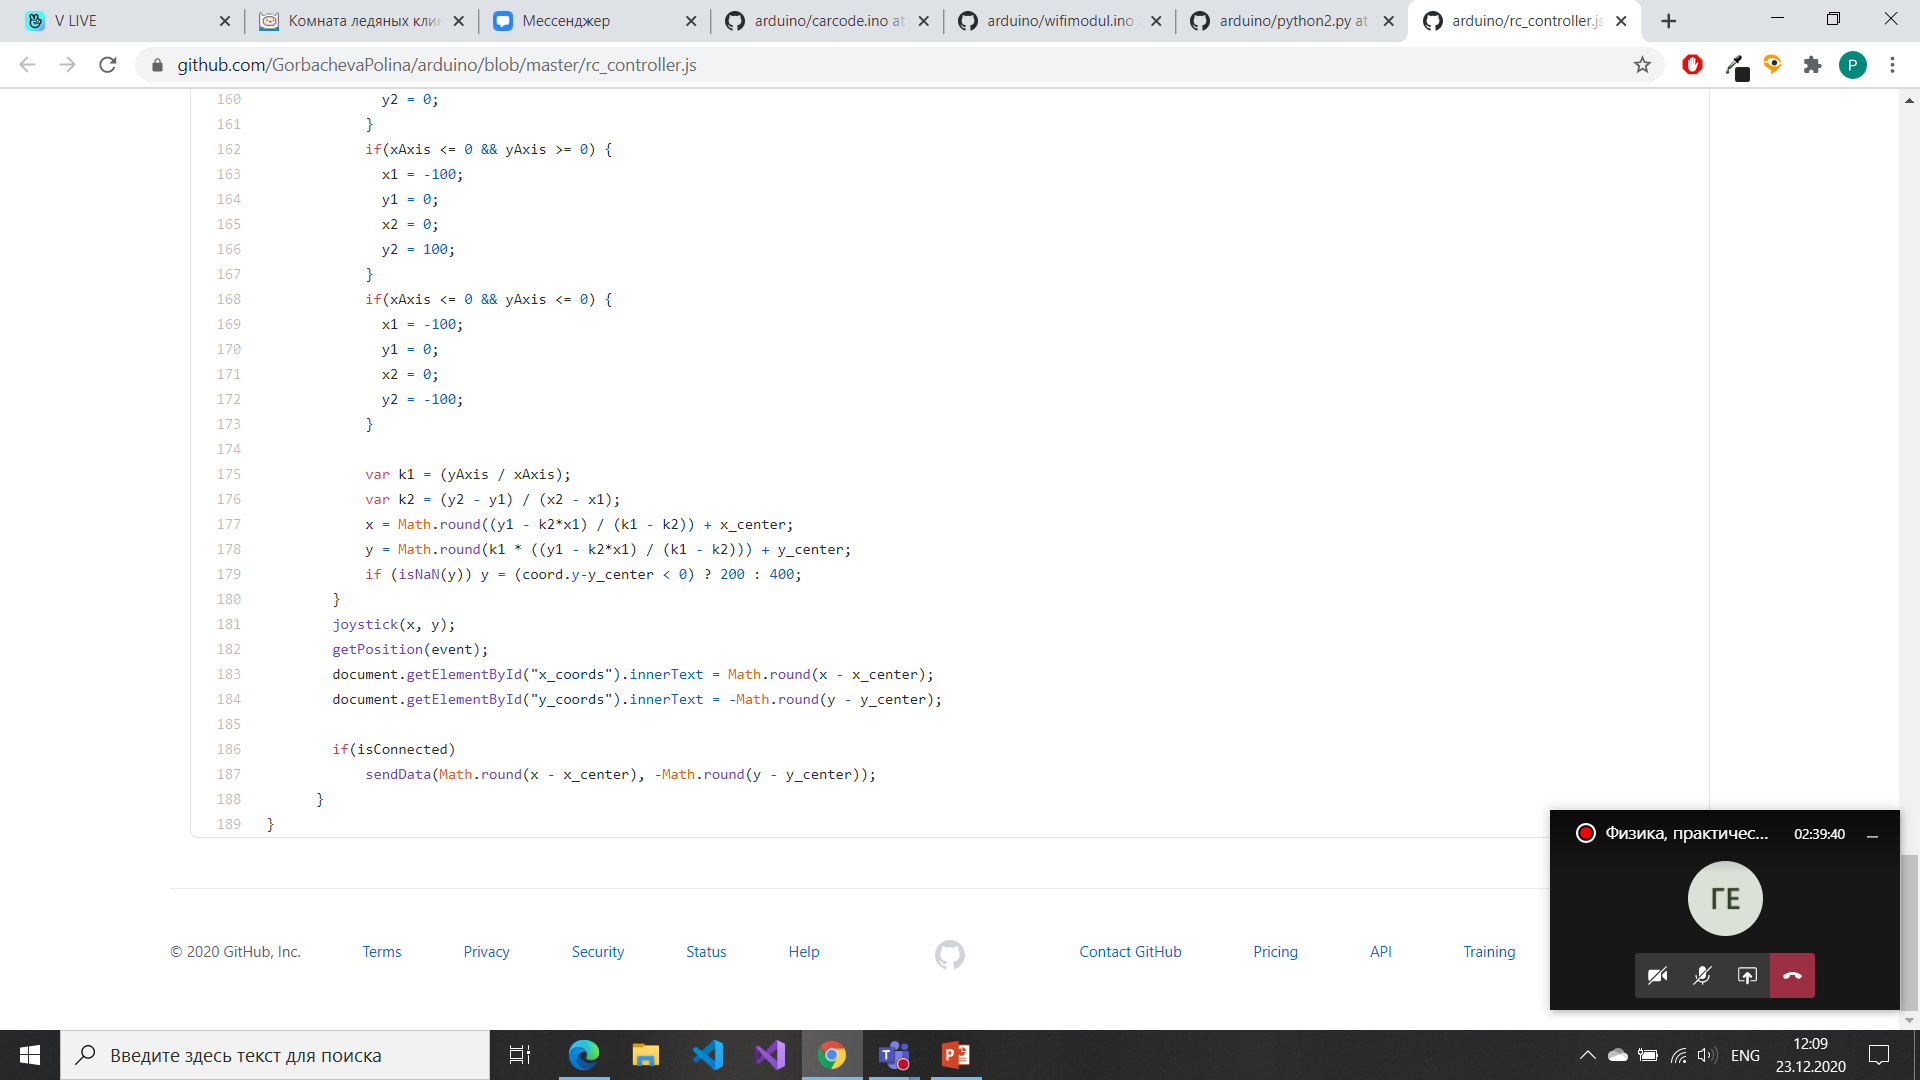 V LIVE
Комната ледяных кли
Мессенджер
arduino/carcode.ino at
arduino/wifimodul.ino
arduino/python2.py at
arduino/rc_controller.js
github.com/GorbachevaPolina/arduino/blob/master/rc_controller.js
P
160 y2 = 0;
161 }
162 if(xAxis <= 0 && yAxis >= 0) {
163 x1 = -100;
164 y1 = 0;
165 x2 = 0;
166 y2 = 100;
167 }
168 if(xAxis <= 0 && yAxis <= 0) {
169 x1 = -100;
170 y1 = 0;
171 x2 = 0;
172 y2 = -100;
173 }
174
175 var k1 = (yAxis / xAxis);
176 var k2 = (y2 - y1) / (x2 - x1);
177 x = Math.round((y1 - k2*x1) / (k1 - k2)) + x_center;
178 y = Math.round(k1 * ((y1 - k2*x1) / (k1 - k2))) + y_center;
179 if (isNaN(y)) y = (coord.y-y_center < 0) ? 200 : 400;
180 }
181 joystick(x, y);
182 getPosition(event);
183 document.getElementById("x_coords").innerText = Math.round(x - x_center);
184 document.getElementById("y_coords").innerText = -Math.round(y - y_center);
185
186 if(isConnected)
187 sendData(Math.round(x - x_center), -Math.round(y - y_center));
188 }
189 }
Физика, практичес... 02:39:40
ГЕ
© 2020 GitHub, Inc. Terms Privacy Security Status Help Contact GitHub Pricing API Training
Введите здесь текст для поиска
ENG
12:09
23.12.2020